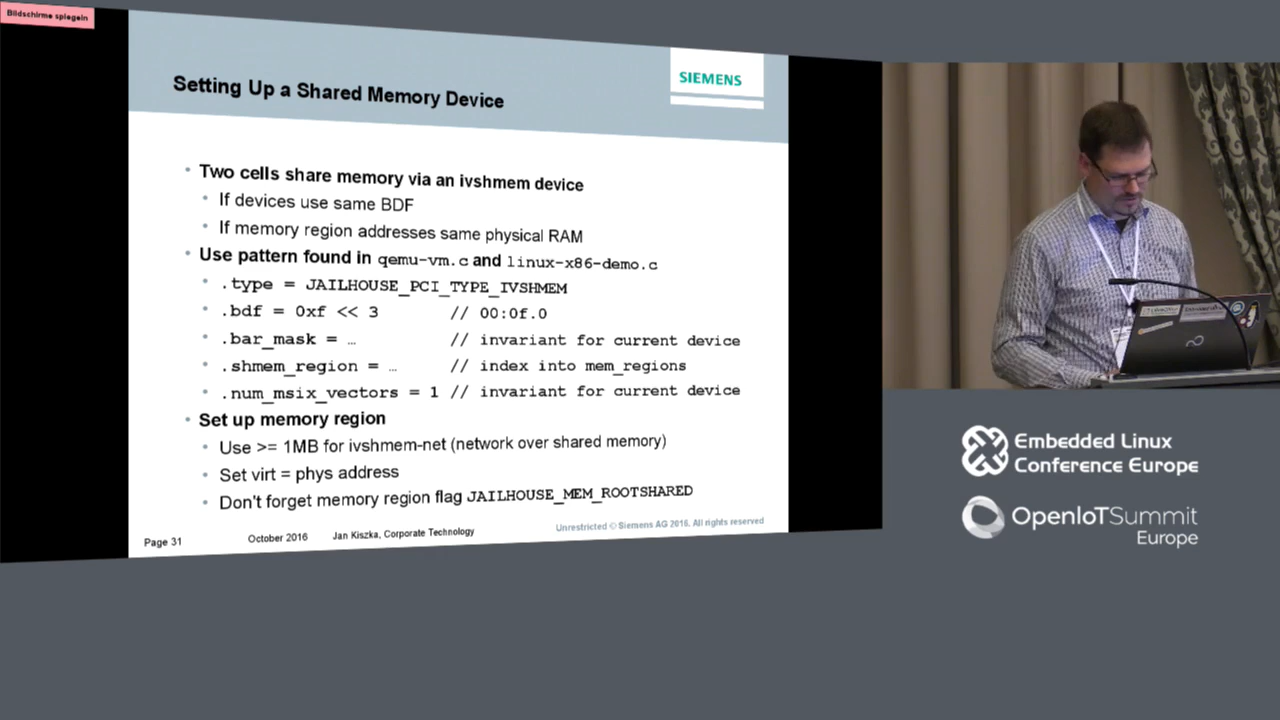 Bildschirme spiegeln
SIEMENS
Setting Up a Shared Memory Device
• Two cells share memory via an ivshmem device
• If devices use same BDF
• If memory region addresses same physical RAM
• Use pattern found in qemu-vm.c and linux-x86-demo.c
• .type = JAILHOUSE_PCI_TYPE_IVSHMEM
• .bdf = 0xf << 3 // 00:0f.0
• .bar_mask = … // invariant for current device
• .shmem_region = … // index into mem_regions
• .num_msix_vectors = 1 // invariant for current device
• Set up memory region
• Use >= 1MB for ivshmem-net (network over shared memory)
• Set virt = phys address
• Don't forget memory region flag JAILHOUSE_MEM_ROOTSHARED
Unrestricted © Siemens AG 2016. All rights reserved
Page 31 October 2016 Jan Kiszka, Corporate Technology
Embedded Linux
Conference Europe
OpenIoTSummit
Europe